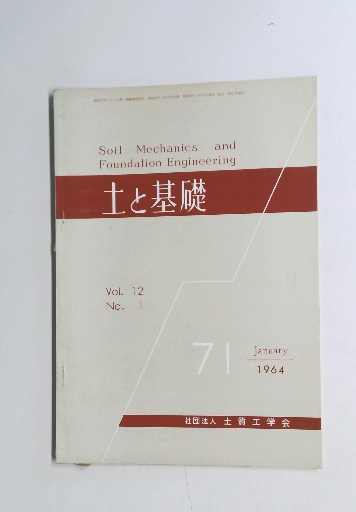 Soil Mechanics and
Foundation Engineering
土と基礎
Vol. 12
No. 1
71
January
1964
社団法人 土質工学会